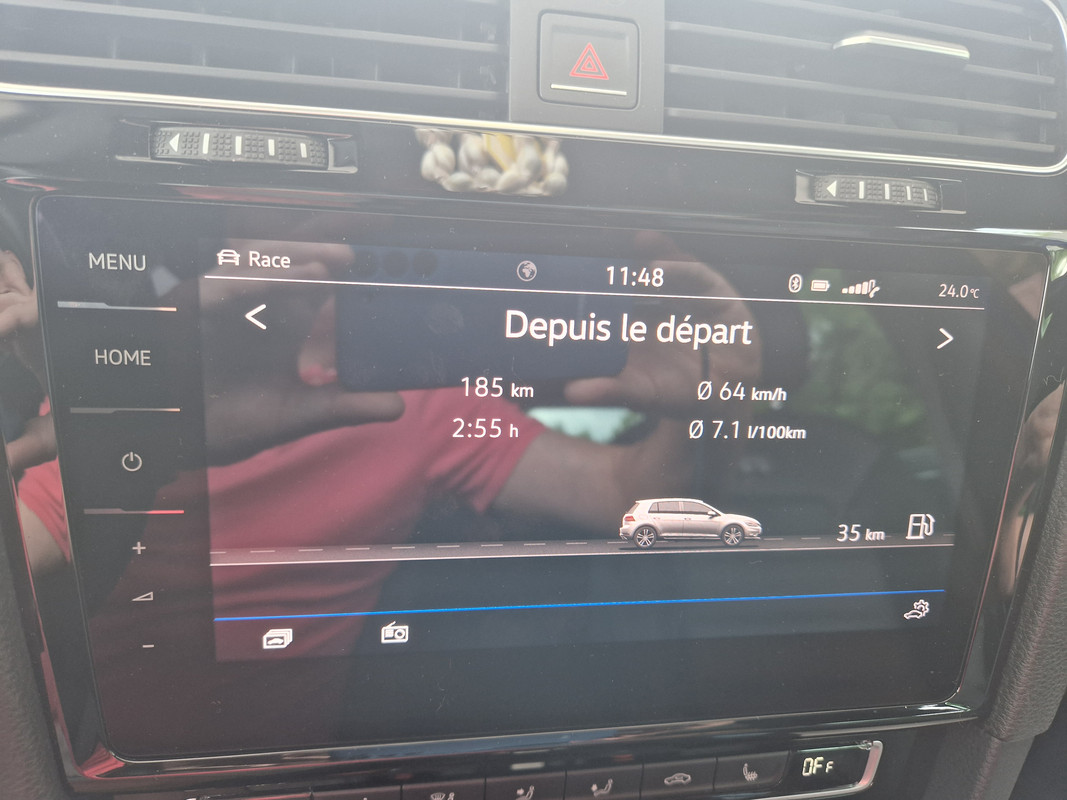 MENU
HOME
Race
11:48
24.0°C
Depuis le départ
185 km
Ø 64 km/h
2:55 h
Ø 7.1 l/100km
35 km
+
-
OFF